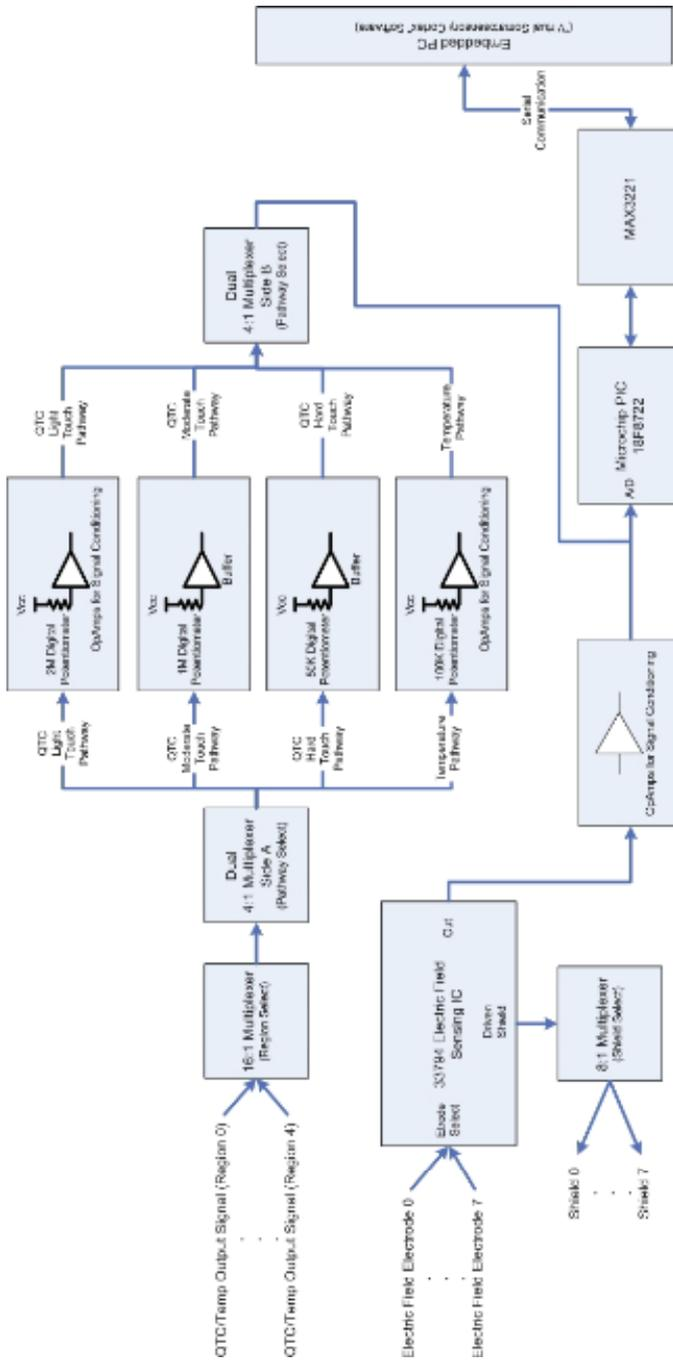 QTC/Temp Output Signal (Region 0)
QTC/Temp Output Signal (Region 4)
16:1 Multiplexer
(Region Select)
Dual
4:1 Multiplexer
Side A
(Pathway Select)
QTC
Light
Touch
Pathway
QTC
Moderate
Touch
Pathway
QTC
Hard
Touch
Pathway
Temperature
Pathway
Vcc
2M Digital
Potentiometer
OpAmps for Signal Conditioning
Vcc
1M Digital
Potentiometer
Buffer
Vcc
50K Digital
Potentiometer
Buffer
Vcc
100K Digital
Potentiometer
OpAmps for Signal Conditioning
QTC
Light
Touch
Pathway
QTC
Moderate
Touch
Pathway
QTC
Hard
Touch
Pathway
Temperature
Pathway
Dual
4:1 Multiplexer
Side B
(Pathway Select)
Electric Field Electrode 0
Electric Field Electrode 7
Elrode
Select
33794 Electric Field
Sensing IC
Driven
Shield
Out
8:1 Multiplexer
(Shield Select)
Shield 0
Shield 7
OpAmps for Signal Conditioning
A/D
Microchip PIC
18F8722
MAX3221
Serial
Communication
Embedded PC
("Virtual Somatosensory Cortex" Software)